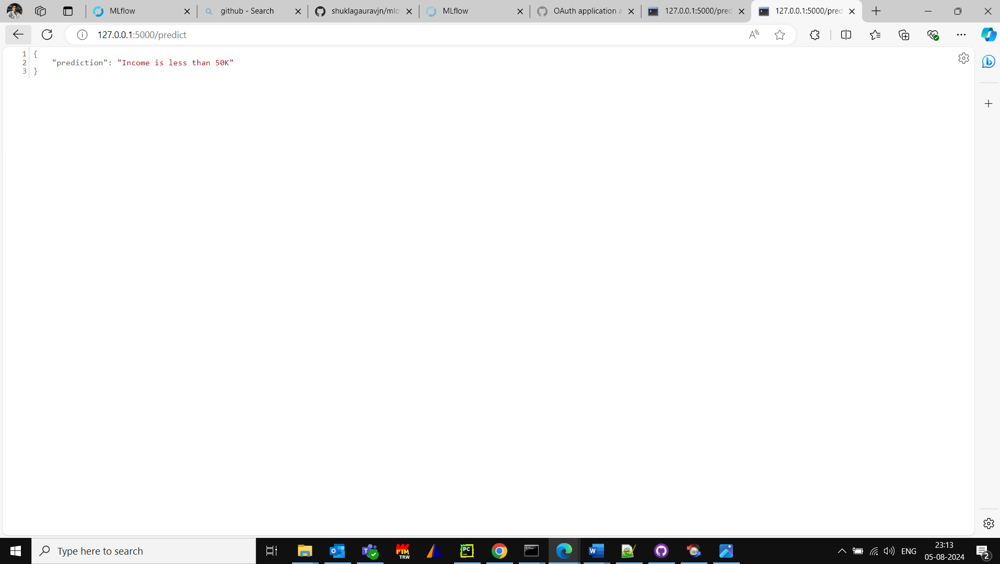 MLflow
github - Search
shuklagauravjn/mlo
MLflow
OAuth application a
127.0.0.1:5000/pred
127.0.0.1:5000/pred
127.0.0.1:5000/predict
1 {
2 "prediction": "Income is less than 50K"
3 }
Type here to search
PTM
TRW
PC
ENG
23:13
05-08-2024
2